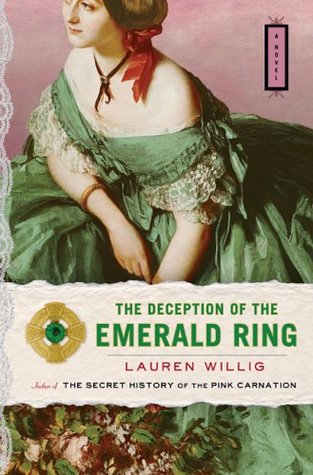 A NOVEL
THE DECEPTION OF THE
EMERALD RING
LAUREN WILLIG
Author of THE SECRET HISTORY OF THE PINK CARNATION